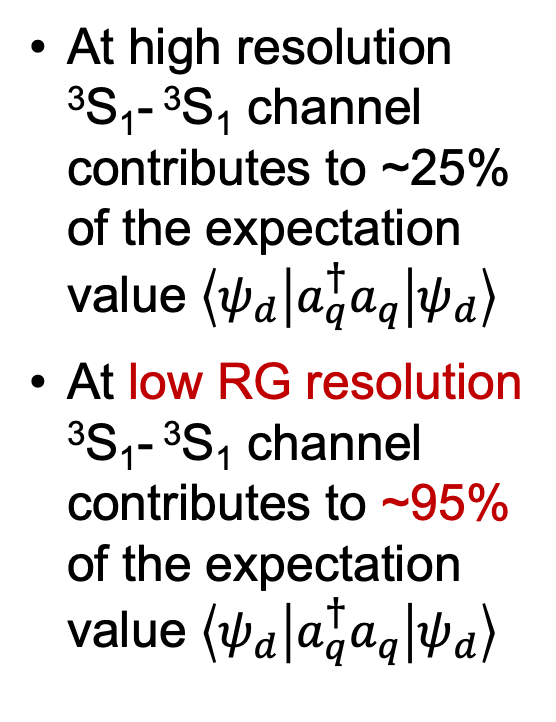 • At high resolution
³S₁- ³S₁ channel
contributes to ~25%
of the expectation
value ⟨ψ_d|a_q^†a_q|ψ_d⟩
• At low RG resolution
³S₁- ³S₁ channel
contributes to ~95%
of the expectation
value ⟨ψ_d|a_q^†a_q|ψ_d⟩